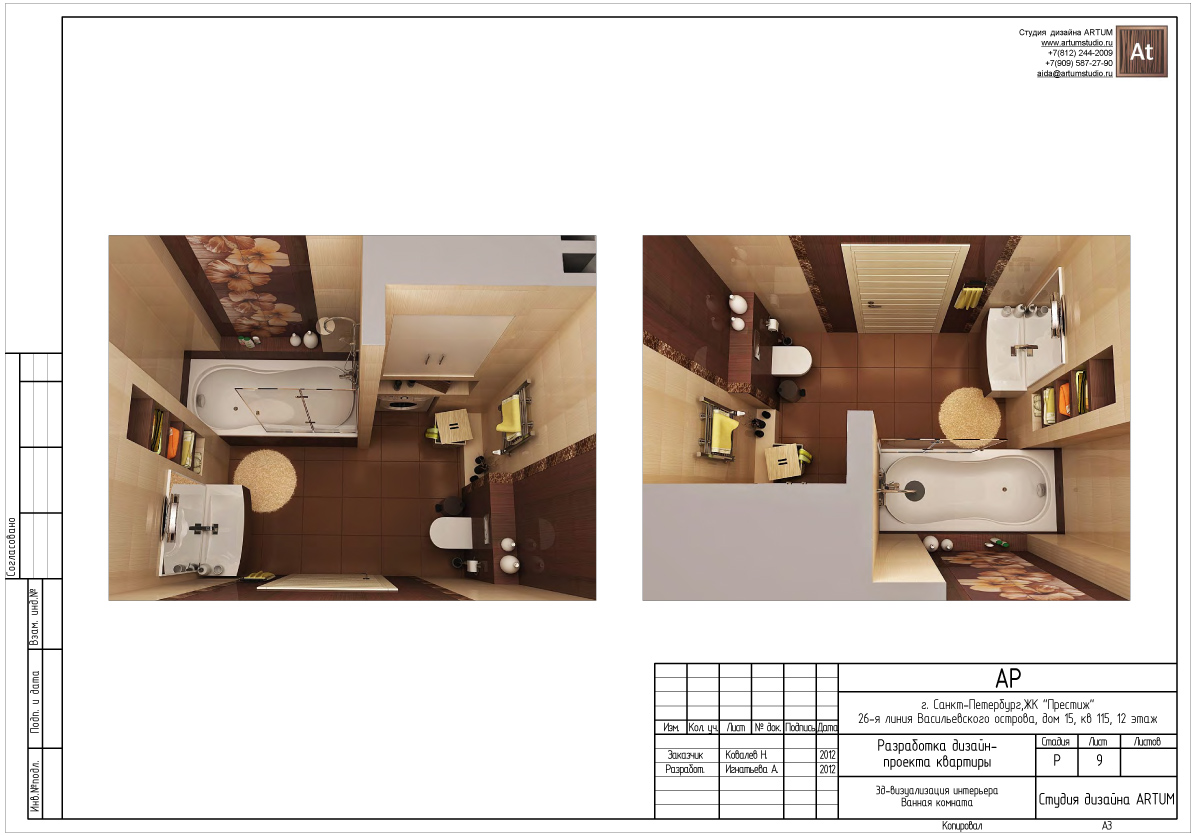 Студия дизайна ARTUM
www.artumstudio.ru
+7(812) 244-2009
+7(909) 587-27-90
aida@artumstudio.ru
At
Согласовано
Взам. инв.№
Подп. и дата
Инв.№подл.
АР
г. Санкт-Петербург,ЖК "Престиж"
26-я линия Васильевского острова, дом 15, кв 115, 12 этаж
Изм. Кол. уч. Лист № док. Подпись Дата
Разработка дизайн-
проекта квартиры
Стадия Лист Листов
Р 9
Заказчик Ковалев Н. 2012
Разработ. Игнатьева А. 2012
3д-визуализация интерьера
Ванная комната
Студия дизайна ARTUM
Копировал А3